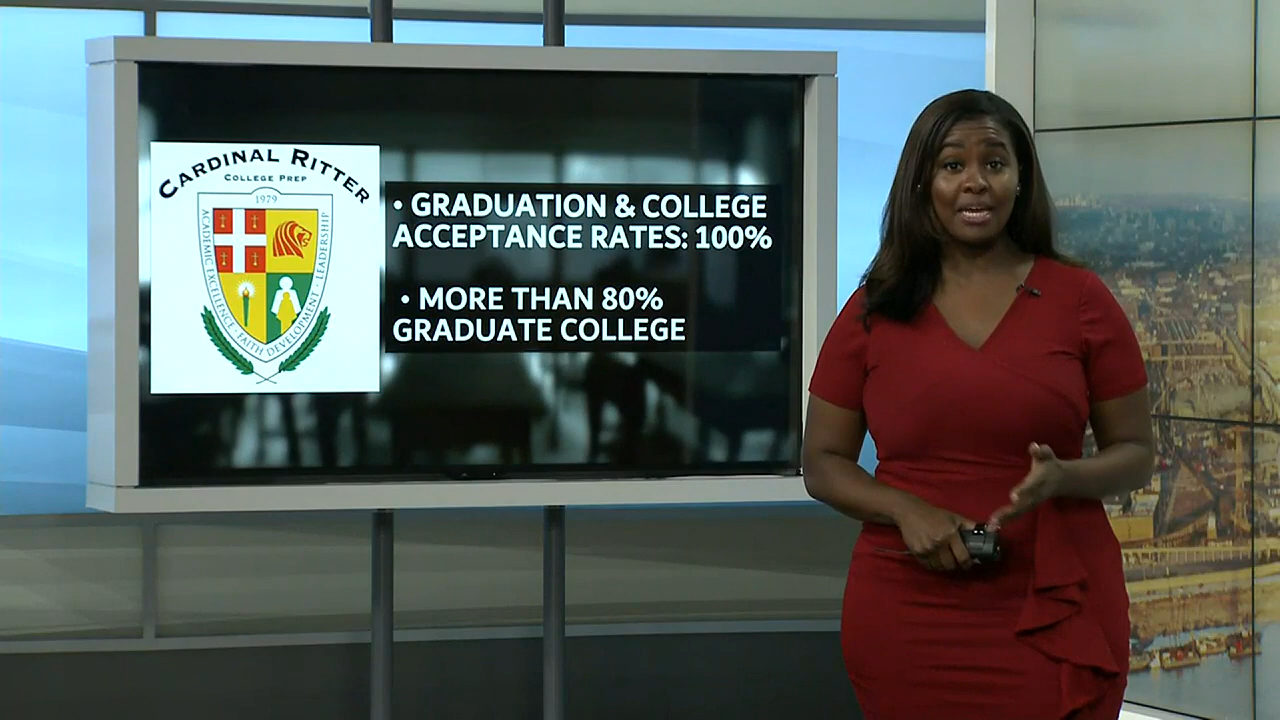 CARDINAL RITTER
COLLEGE PREP
1979
ACADEMIC EXCELLENCE · FAITH DEVELOPMENT · LEADERSHIP
• GRADUATION & COLLEGE
ACCEPTANCE RATES: 100%
• MORE THAN 80%
GRADUATE COLLEGE